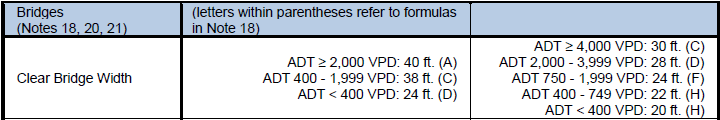 Bridges
(Notes 18, 20, 21)
(letters within parentheses refer to formulas
in Note 18)
Clear Bridge Width
ADT ≥ 2,000 VPD: 40 ft. (A)
ADT 400 - 1,999 VPD: 38 ft. (C)
ADT < 400 VPD: 24 ft. (D)
ADT ≥ 4,000 VPD: 30 ft. (C)
ADT 2,000 - 3,999 VPD: 28 ft. (D)
ADT 750 - 1,999 VPD: 24 ft. (F)
ADT 400 - 749 VPD: 22 ft. (H)
ADT < 400 VPD: 20 ft. (H)